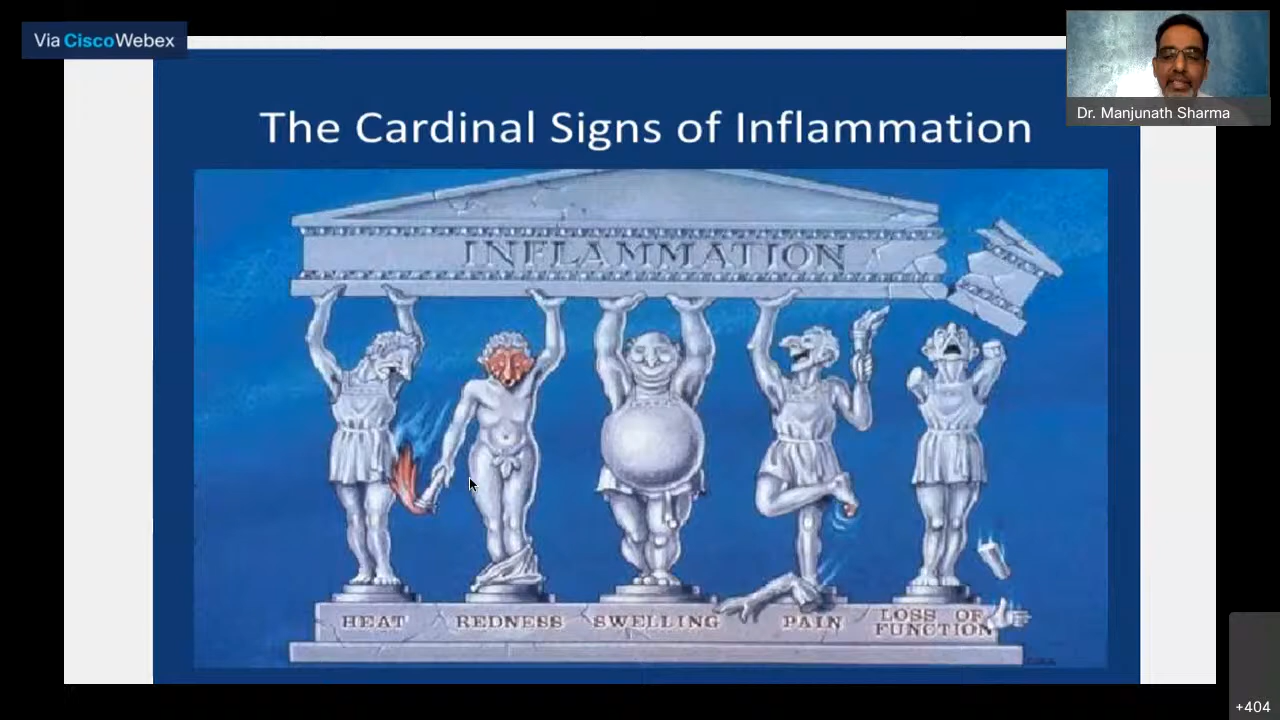 Via CiscoWebex
Dr. Manjunath Sharma
The Cardinal Signs of Inflammation
INFLAMMATION
HEAT
REDNESS
SWELLING
PAIN
LOSS OF
FUNCTION
+404